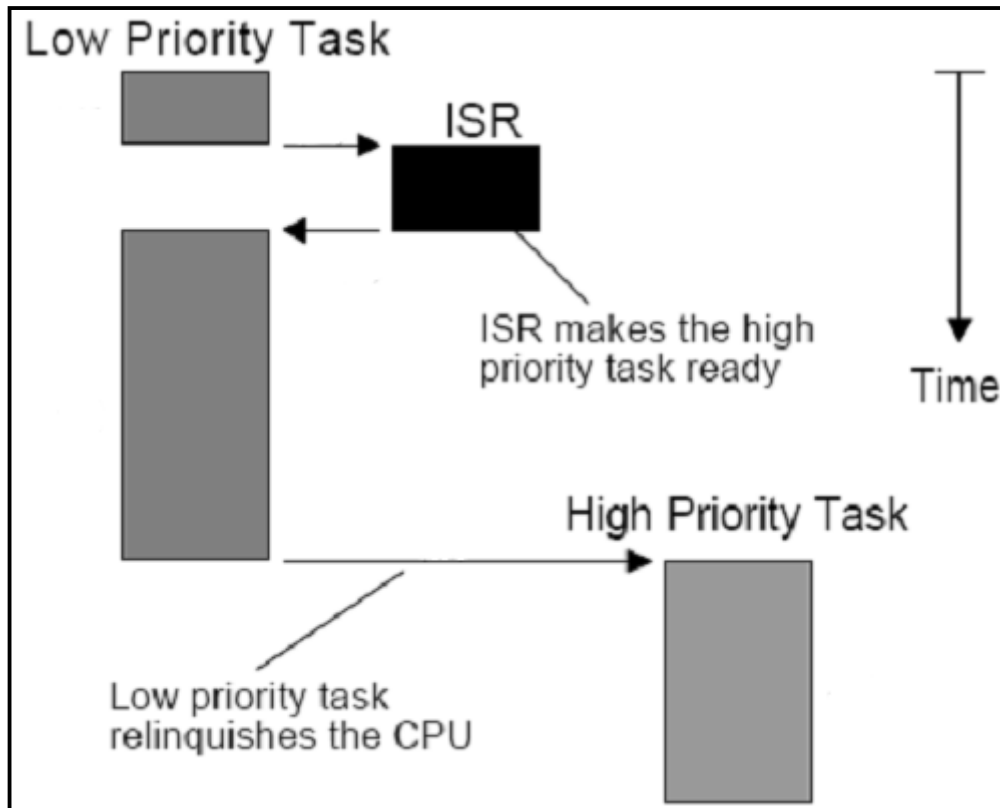 Low Priority Task
ISR
ISR makes the high
priority task ready
Time
High Priority Task
Low priority task
relinquishes the CPU